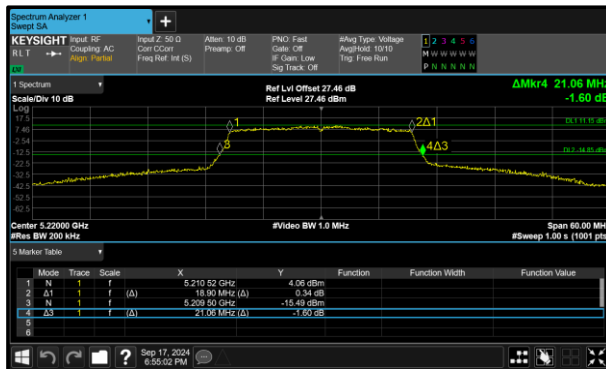 Spectrum Analyzer 1
Swept SA
KEYSIGHT Input: RF Input Z: 50 Ω Atten: 10 dB PNO: Fast #Avg Type: Voltage 1 2 3 4 5 6
RLT Coupling: AC Corr CCorr Preamp: Off Gate: Off Avg|Hold: 10/10 M W W W W W
Align: Partial Freq Ref: Int (S) IF Gain: Low Trig: Free Run
Sig Track: Off P N N N N N
1 Spectrum Ref Lvl Offset 27.46 dB ΔMkr4 21.06 MHz
Scale/Div 10 dB Ref Level 27.46 dBm -1.60 dB
Log
17.5
7.46
-2.54
-12.5
-22.5
-32.5
-42.5
-52.5
-62.5
1
2Δ1
3
4Δ3
DL1 11.15 dBm
DL2 -14.85 dBm
Center 5.22000 GHz #Video BW 1.0 MHz Span 60.00 MHz
#Res BW 200 kHz #Sweep 1.00 s (1001 pts)
5 Marker Table
Mode Trace Scale X Y Function Function Width Function Value
1 N 1 f 5.210 52 GHz 4.06 dBm
2 Δ1 1 f (Δ) 18.90 MHz (Δ) 0.34 dB
3 N 1 f 5.209 50 GHz -15.49 dBm
4 Δ3 1 f (Δ) 21.06 MHz (Δ) -1.60 dB
5
6
? Sep 17, 2024
6:55:02 PM